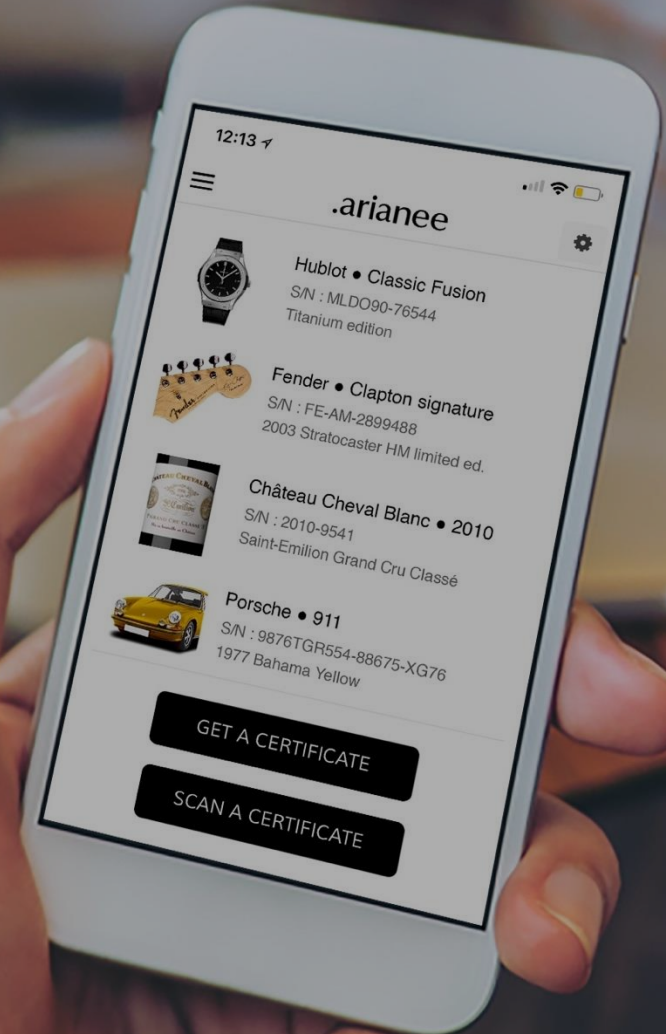 12:13
.arianee
Hublot ● Classic Fusion
S/N : MLDO90-76544
Titanium edition
Fender ● Clapton signature
S/N : FE-AM-2899488
2003 Stratocaster HM limited ed.
Fender
Château Cheval Blanc ● 2010
S/N : 2010-9541
Saint-Emilion Grand Cru Classé
Porsche ● 911
S/N : 9876TGR554-88675-XG76
1977 Bahama Yellow
GET A CERTIFICATE
SCAN A CERTIFICATE